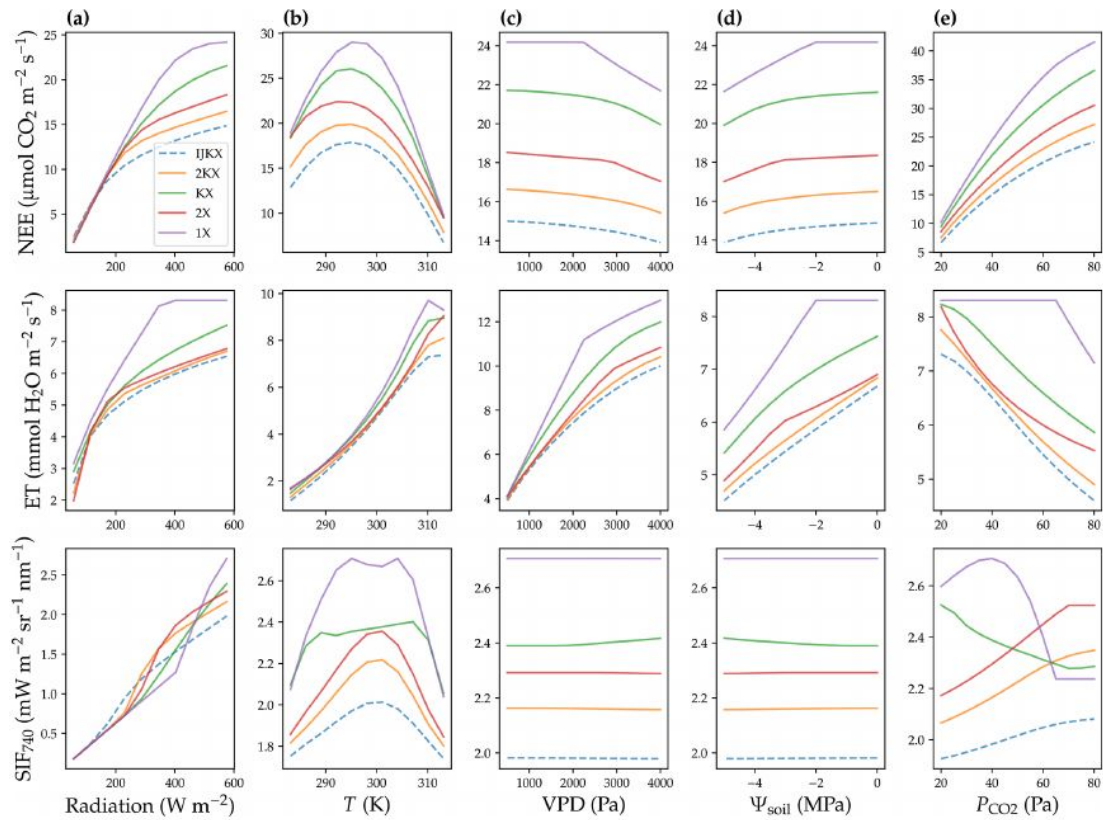 (a) (b) (c) (d) (e)
NEE (μmol CO₂ m⁻² s⁻¹)
25
20
15
10
5
200 400 600
IJKX
2KX
KX
2X
1X
30
25
20
15
10
290 300 310
24
22
20
18
16
14
1000 2000 3000 4000
24
22
20
18
16
14
−4 −2 0
40
35
30
25
20
15
10
5
20 40 60 80
ET (mmol H₂O m⁻² s⁻¹)
8
7
6
5
4
3
2
200 400 600
10
8
6
4
2
290 300 310
12
10
8
6
4
1000 2000 3000 4000
8
7
6
5
−4 −2 0
8
7
6
5
20 40 60 80
SIF₇₄₀ (mW m⁻² sr⁻¹ nm⁻¹)
2.5
2.0
1.5
1.0
0.5
200 400 600
Radiation (W m⁻²)
2.6
2.4
2.2
2.0
1.8
290 300 310
T (K)
2.6
2.4
2.2
2.0
1000 2000 3000 4000
VPD (Pa)
2.6
2.4
2.2
2.0
−4 −2 0
Ψsoil (MPa)
2.6
2.4
2.2
2.0
20 40 60 80
PCO2 (Pa)